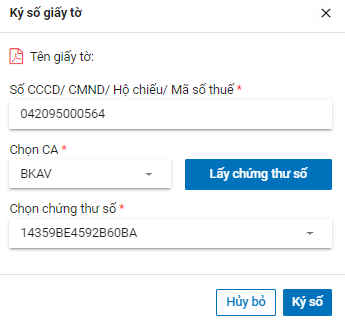 Ký số giấy tờ
Tên giấy tờ:
Số CCCD/ CMND/ Hộ chiếu/ Mã số thuế *
042095000564
Chọn CA *
BKAV
Lấy chứng thư số
Chọn chứng thư số *
14359BE4592B60BA
Hủy bỏ
Ký số